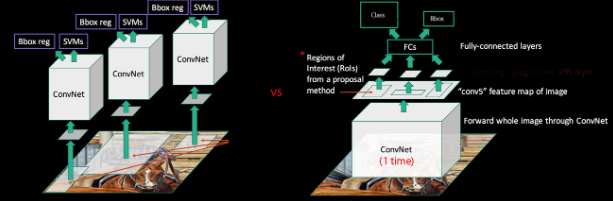 Bbox reg SVMs
Bbox reg SVMs
Bbox reg SVMs
ConvNet
ConvNet
ConvNet
vs
Class
Bbox
FCs
Fully-connected layers
* Regions of
Interest (RoIs)
from a proposal
method
layer
"conv5" feature map of image
Forward whole image through ConvNet
ConvNet
(1 time)